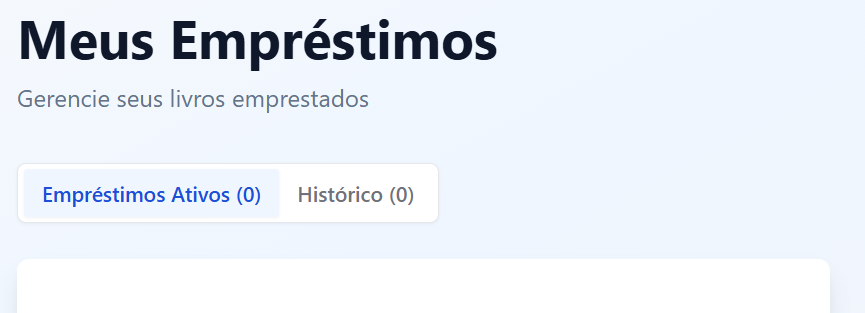 Meus Empréstimos
Gerencie seus livros emprestados
Empréstimos Ativos (0) Histórico (0)